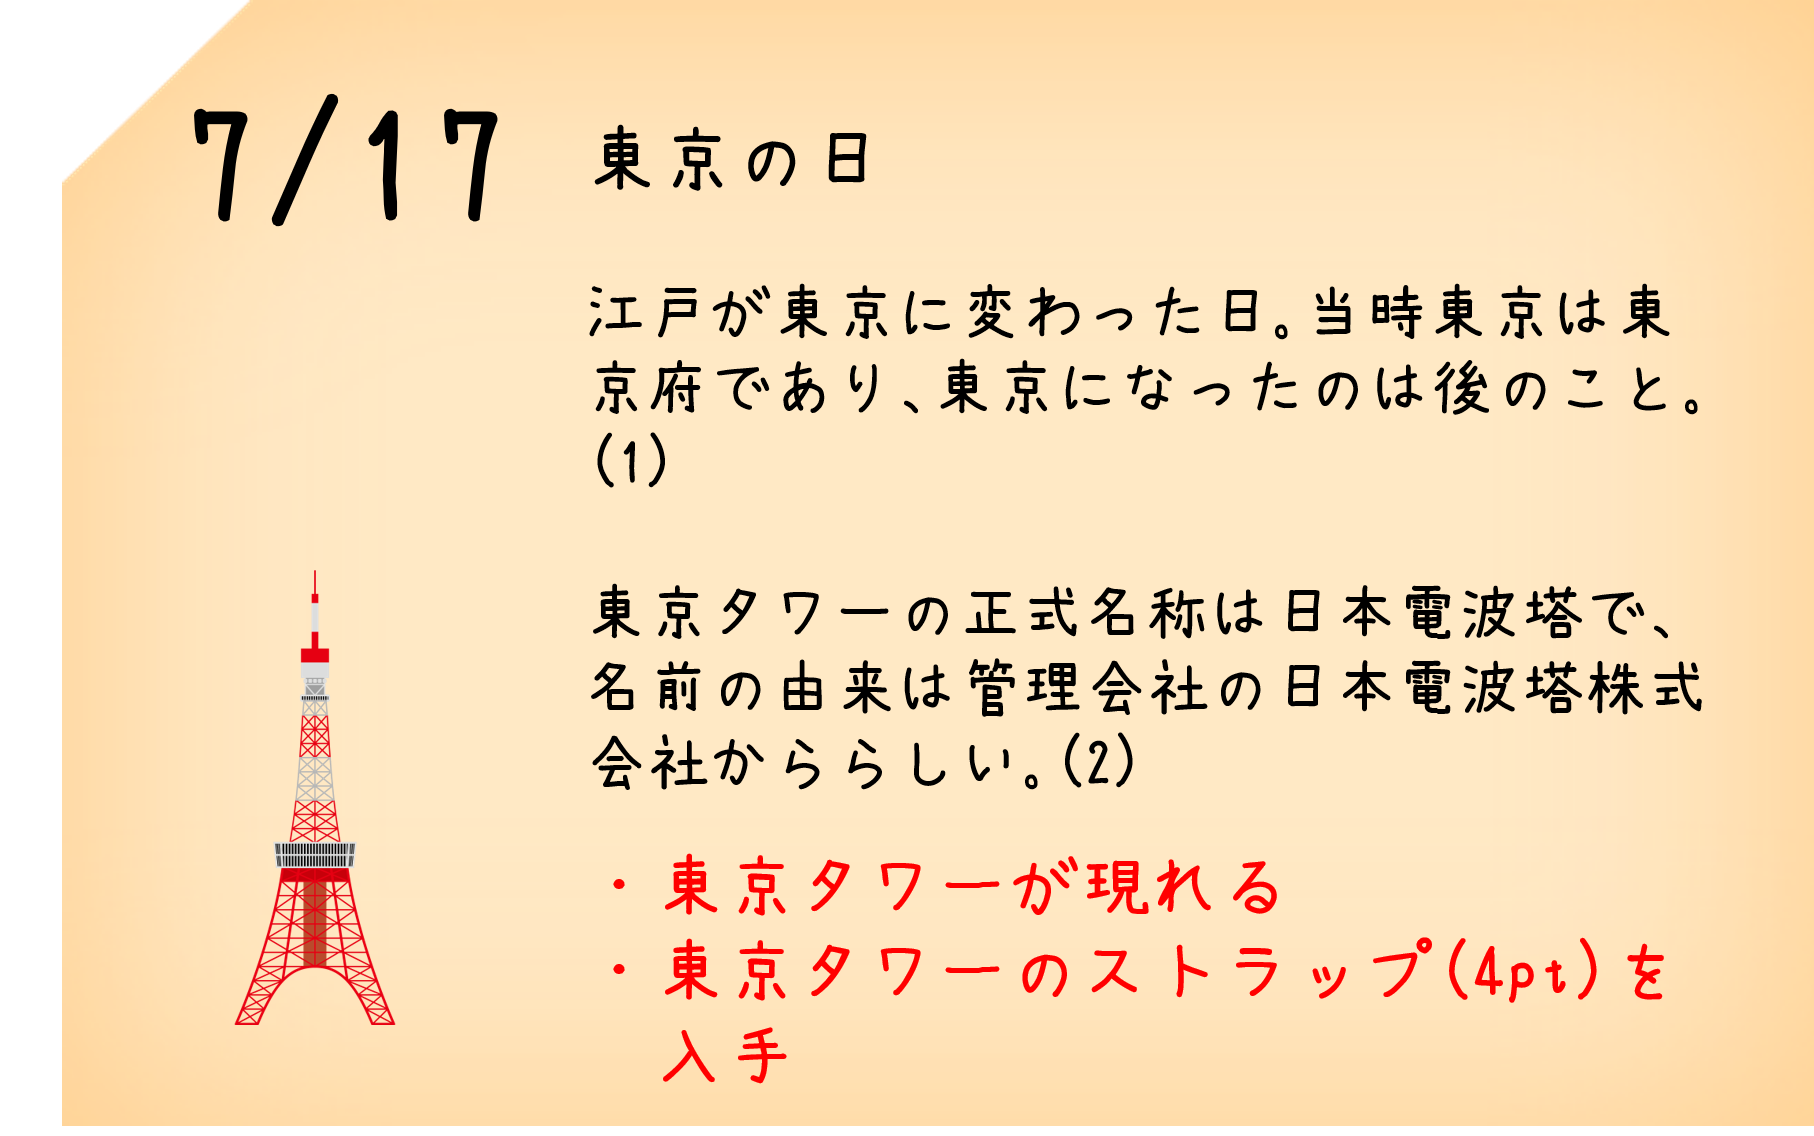 7/17 東京の日
江戸が東京に変わった日。当時東京は東
京府であり、東京になったのは後のこと。
(1)
東京タワーの正式名称は日本電波塔で、
名前の由来は管理会社の日本電波塔株式
会社かららしい。(2)
・東京タワーが現れる
・東京タワーのストラップ(4pt)を
入手